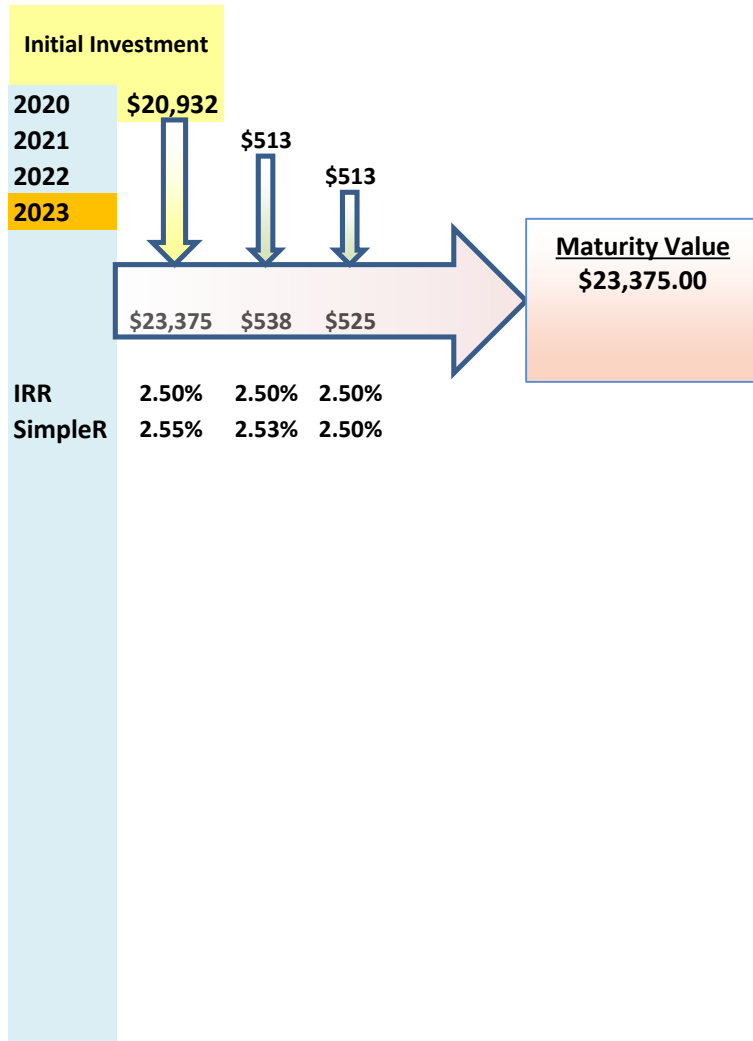 Initial Investment
2020 $20,932
2021 $513
2022 $513
2023
Maturity Value
$23,375.00
$23,375 $538 $525
IRR 2.50% 2.50% 2.50%
SimpleR 2.55% 2.53% 2.50%